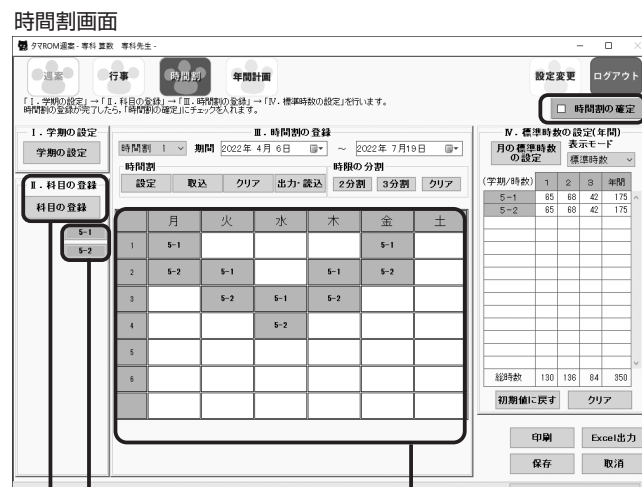 時間割画面
タマROM週案 - 専科 算数　専科先生 -
週案　行事　時間割　年間計画　設定変更　ログアウト
「Ⅰ．学期の設定」→「Ⅱ．科目の登録」→「Ⅲ．時間割の登録」→「Ⅳ．標準時数の設定」を行います。
時間割の登録が完了したら、「時間割の確定」にチェックを入れます。
時間割の確定
Ⅰ．学期の設定
学期の設定
Ⅱ．科目の登録
科目の登録
5-1
5-2
Ⅲ．時間割の登録
時間割 1　期間 2022年 4月 6日 ～ 2022年 7月19日
時間割　時限の分割
設定　取込　クリア　出力・読込　2分割　3分割　クリア
月　火　水　木　金　土
1　5-1　5-1
2　5-2　5-1　5-1　5-2
3　5-2　5-1　5-2
4　5-2
5
6
Ⅳ．標準時数の設定(年間)
月の標準時数の設定　表示モード
標準時数
(学期/時数)　1　2　3　年間
5-1　65　68　42　175
5-2　65　68　42　175
総時数　130　136　84　350
初期値に戻す　クリア
印刷　Excel出力
保存　取消